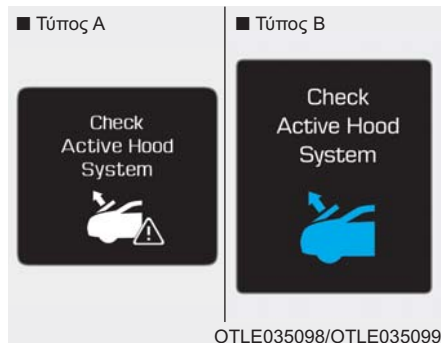 ■ Τύπος A
Check
Active Hood
System
■ Τύπος B
Check
Active Hood
System
OTLE035098/OTLE035099